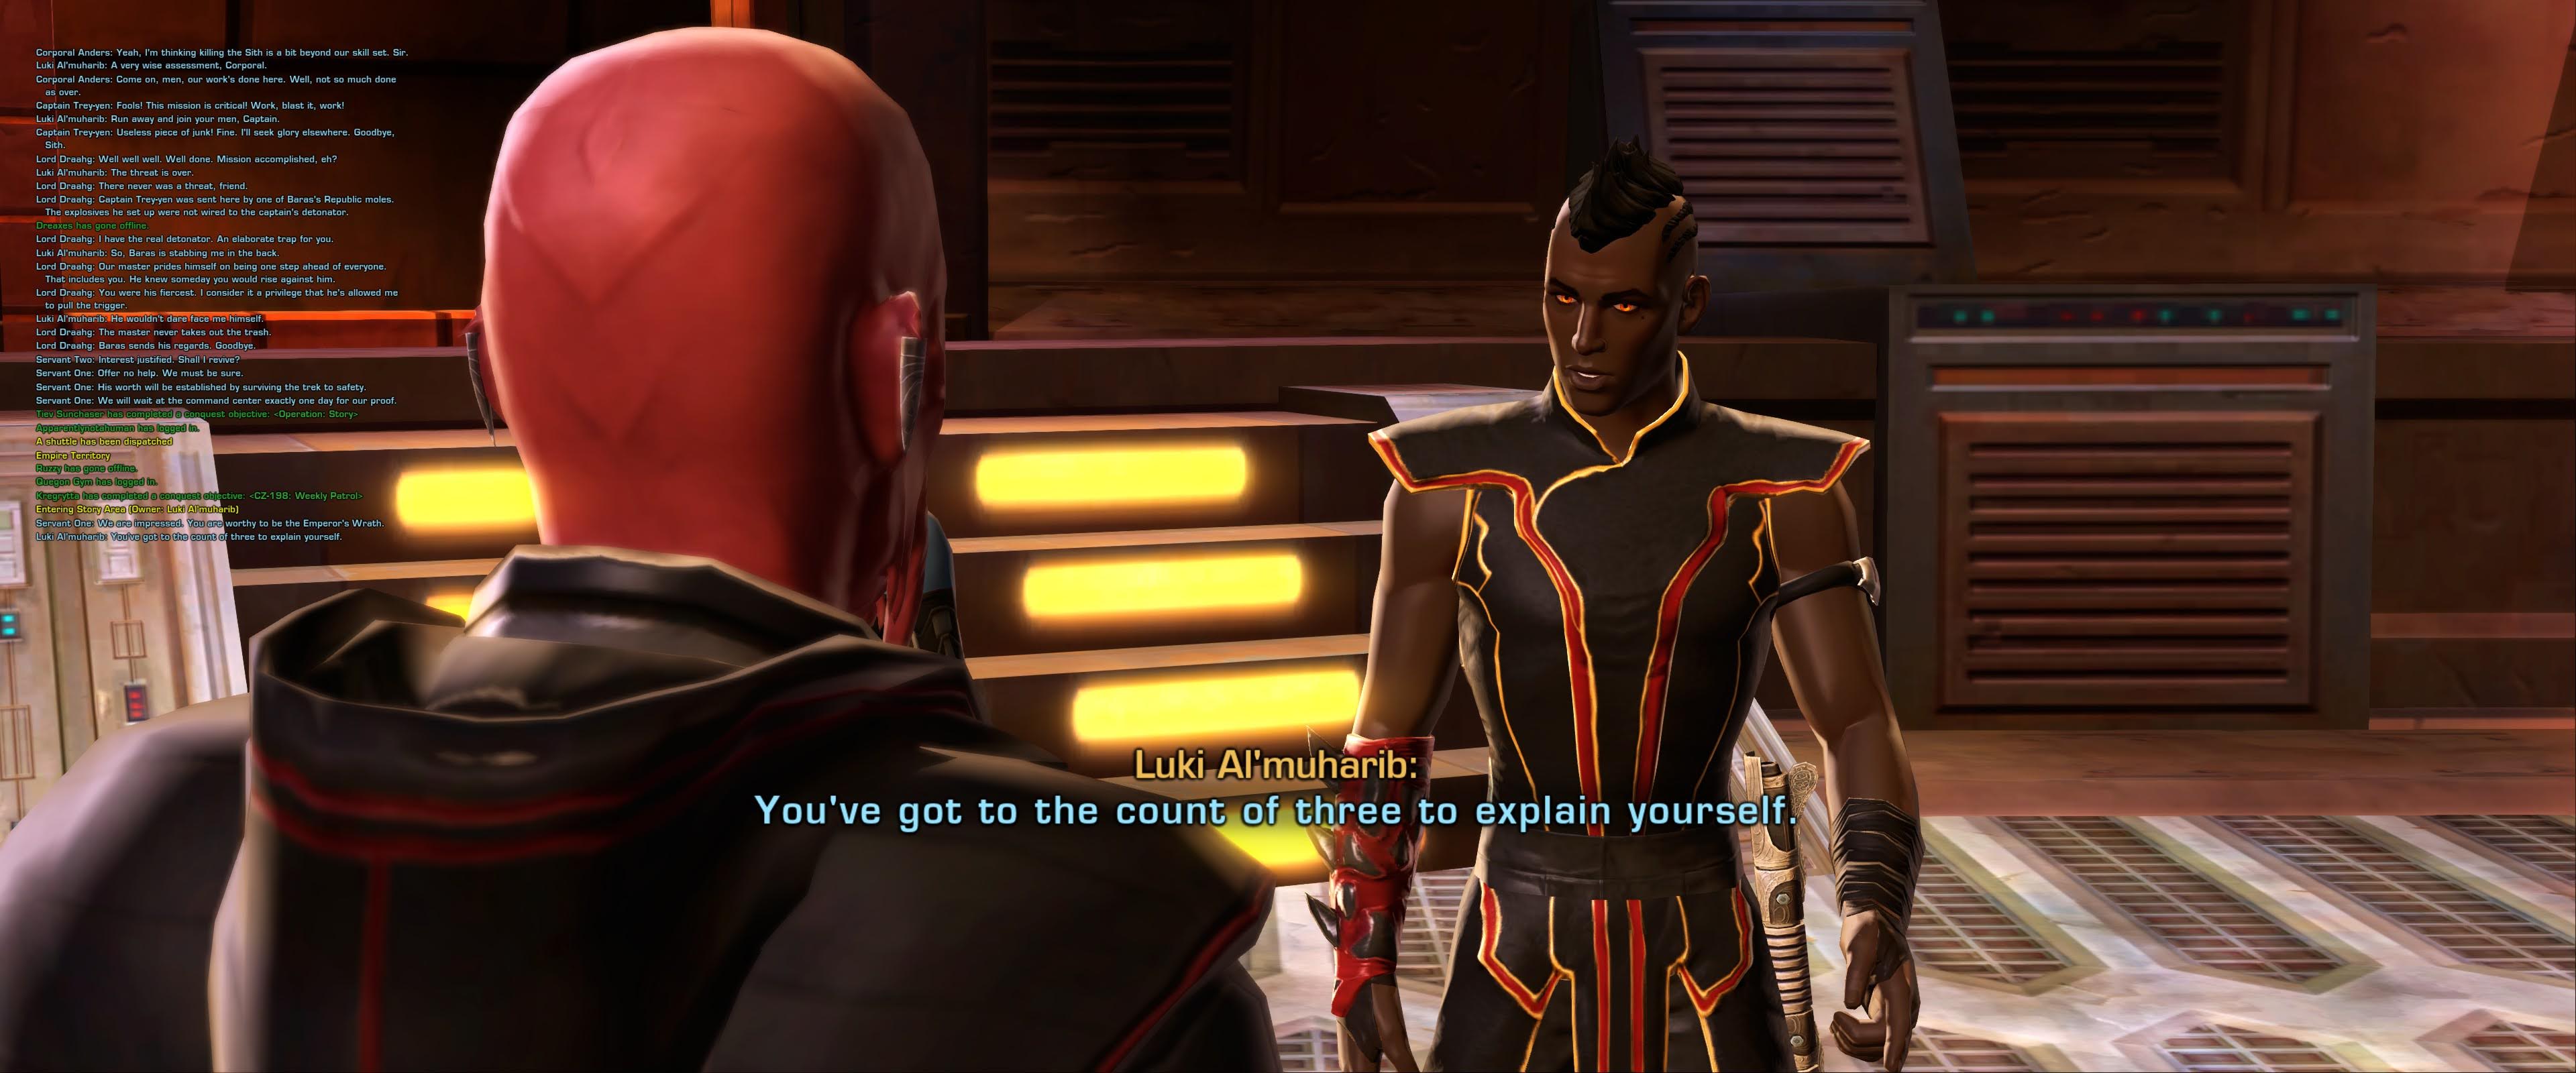 Corporal Anders: Yeah, I'm thinking killing the Sith is a bit beyond our skill set. Sir.
Luki Al'muharib: A very wise assessment, Corporal.
Corporal Anders: Come on, men, our work's done here. Well, not so much done
as over.
Captain Trey-yen: Fools! This mission is critical! Work, blast it, work!
Luki Al'muharib: Run away and join your men, Captain.
Captain Trey-yen: Useless piece of junk! Fine. I'll seek glory elsewhere. Goodbye,
Sith.
Lord Draahg: Well well well. Well done. Mission accomplished, eh?
Luki Al'muharib: The threat is over.
Lord Draahg: There never was a threat, friend.
Lord Draahg: Captain Trey-yen was sent here by one of Baras's Republic moles.
The explosives he set up were not wired to the captain's detonator.
Dreaxes has gone offline.
Lord Draahg: I have the real detonator. An elaborate trap for you.
Luki Al'muharib: So, Baras is stabbing me in the back.
Lord Draahg: Our master prides himself on being one step ahead of everyone.
That includes you. He knew someday you would rise against him.
Lord Draahg: You were his fiercest. I consider it a privilege that he's allowed me
to pull the trigger.
Luki Al'muharib: He wouldn't dare face me himself.
Lord Draahg: The master never takes out the trash.
Lord Draahg: Baras sends his regards. Goodbye.
Servant Two: Interest justified. Shall I revive?
Servant One: Offer no help. We must be sure.
Servant One: His worth will be established by surviving the trek to safety.
Servant One: We will wait at the command center exactly one day for our proof.
Tiev Sunchaser has completed a conquest objective: <Operation: Story>
Apparentlynotahuman has logged in.
A shuttle has been dispatched
Empire Territory
Ruzzy has gone offline.
Quegon Gym has logged in.
Kregrytta has completed a conquest objective: <CZ-198: Weekly Patrol>
Entering Story Area (Owner: Luki Al'muharib)
Servant One: We are impressed. You are worthy to be the Emperor's Wrath.
Luki Al'muharib: You've got to the count of three to explain yourself.
Luki Al'muharib:
You've got to the count of three to explain yourself.